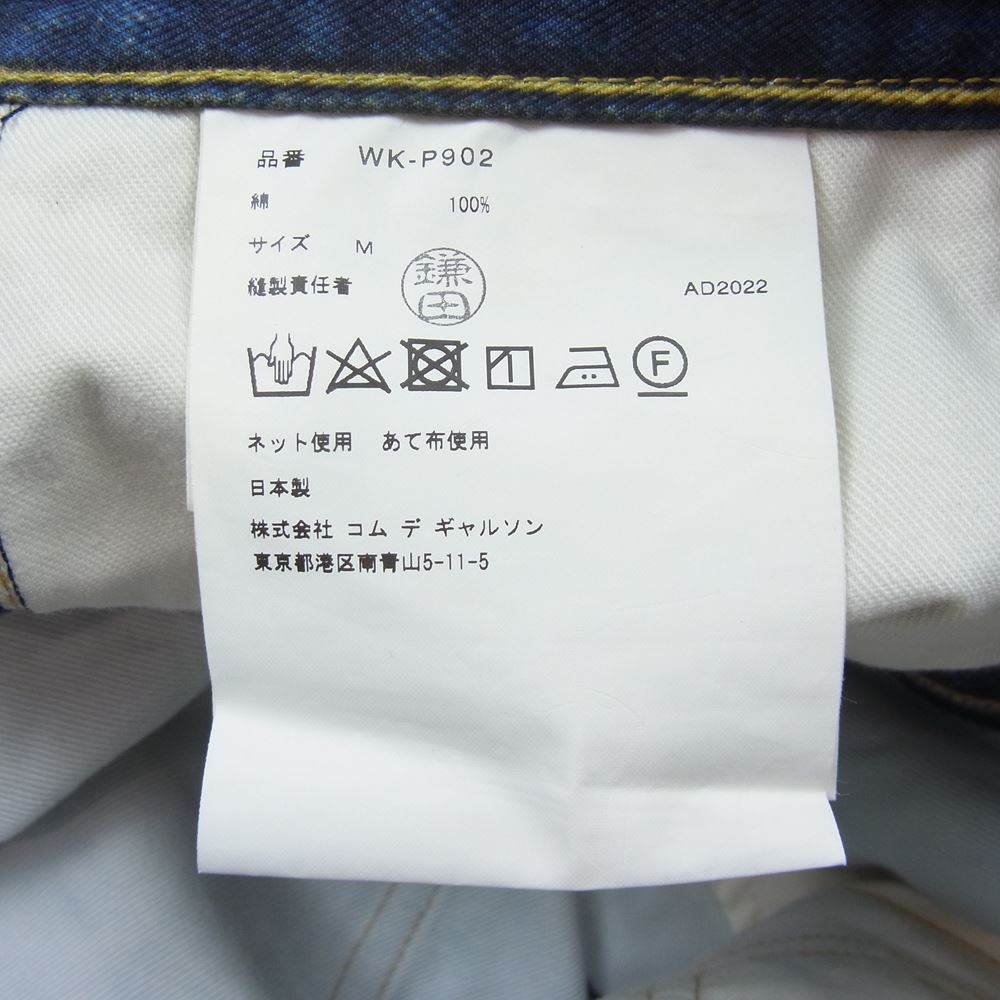 品番 WK-P902
綿 100%
サイズ M
縫製責任者 鎌田 AD2022
F
ネット使用 あて布使用
日本製
株式会社 コム デ ギャルソン
東京都港区南青山5-11-5